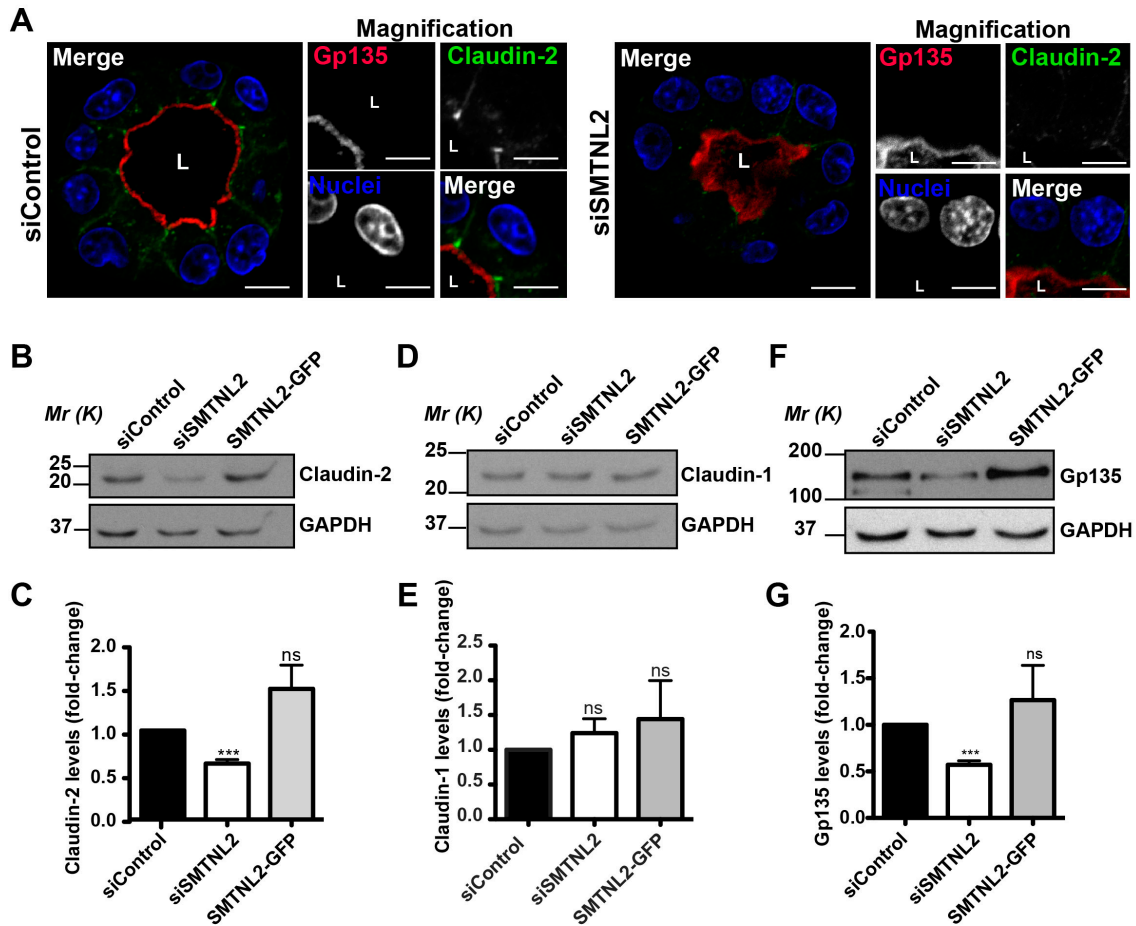 A
Magnification
Magnification
siControl
Merge
Gp135
Claudin-2
L
L
L
Nuclei
Merge
L
L
siSMTNL2
Merge
Gp135
Claudin-2
L
L
L
Nuclei
Merge
L
L
B
siControl
siSMTNL2
SMTNL2-GFP
Mr (K)
25
20
Claudin-2
37
GAPDH
D
siControl
siSMTNL2
SMTNL2-GFP
Mr (K)
25
20
Claudin-1
37
GAPDH
F
siControl
siSMTNL2
SMTNL2-GFP
Mr (K)
200
100
Gp135
37
GAPDH
C
Claudin-2 levels (fold-change)
2.0
1.5
1.0
0.5
0.0
***
ns
siControl
siSMTNL2
SMTNL2-GFP
E
Claudin-1 levels (fold-change)
2.5
2.0
1.5
1.0
0.5
0.0
ns
ns
siControl
siSMTNL2
SMTNL2-GFP
G
Gp135 levels (fold-change)
2.0
1.5
1.0
0.5
0.0
***
ns
siControl
siSMTNL2
SMTNL2-GFP